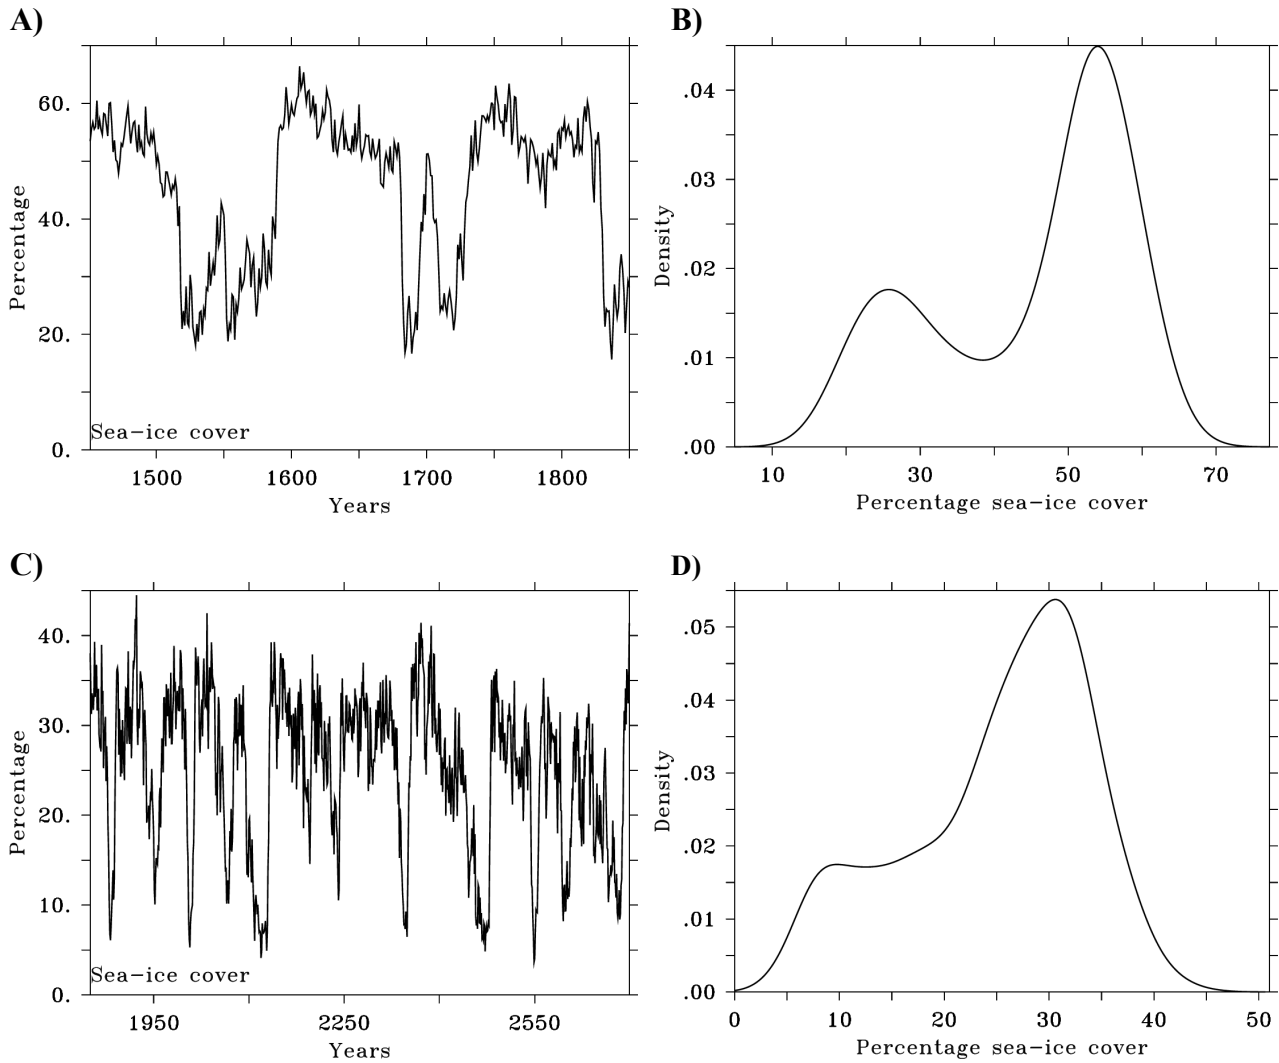 A)
Percentage
60.
40.
20.
0.
Sea-ice cover
1500 1600 1700 1800
Years
B)
Density
.04
.03
.02
.01
.00
10 30 50 70
Percentage sea-ice cover
C)
Percentage
40.
30.
20.
10.
0.
Sea-ice cover
1950 2250 2550
Years
D)
Density
.05
.04
.03
.02
.01
.00
0 10 20 30 40 50
Percentage sea-ice cover